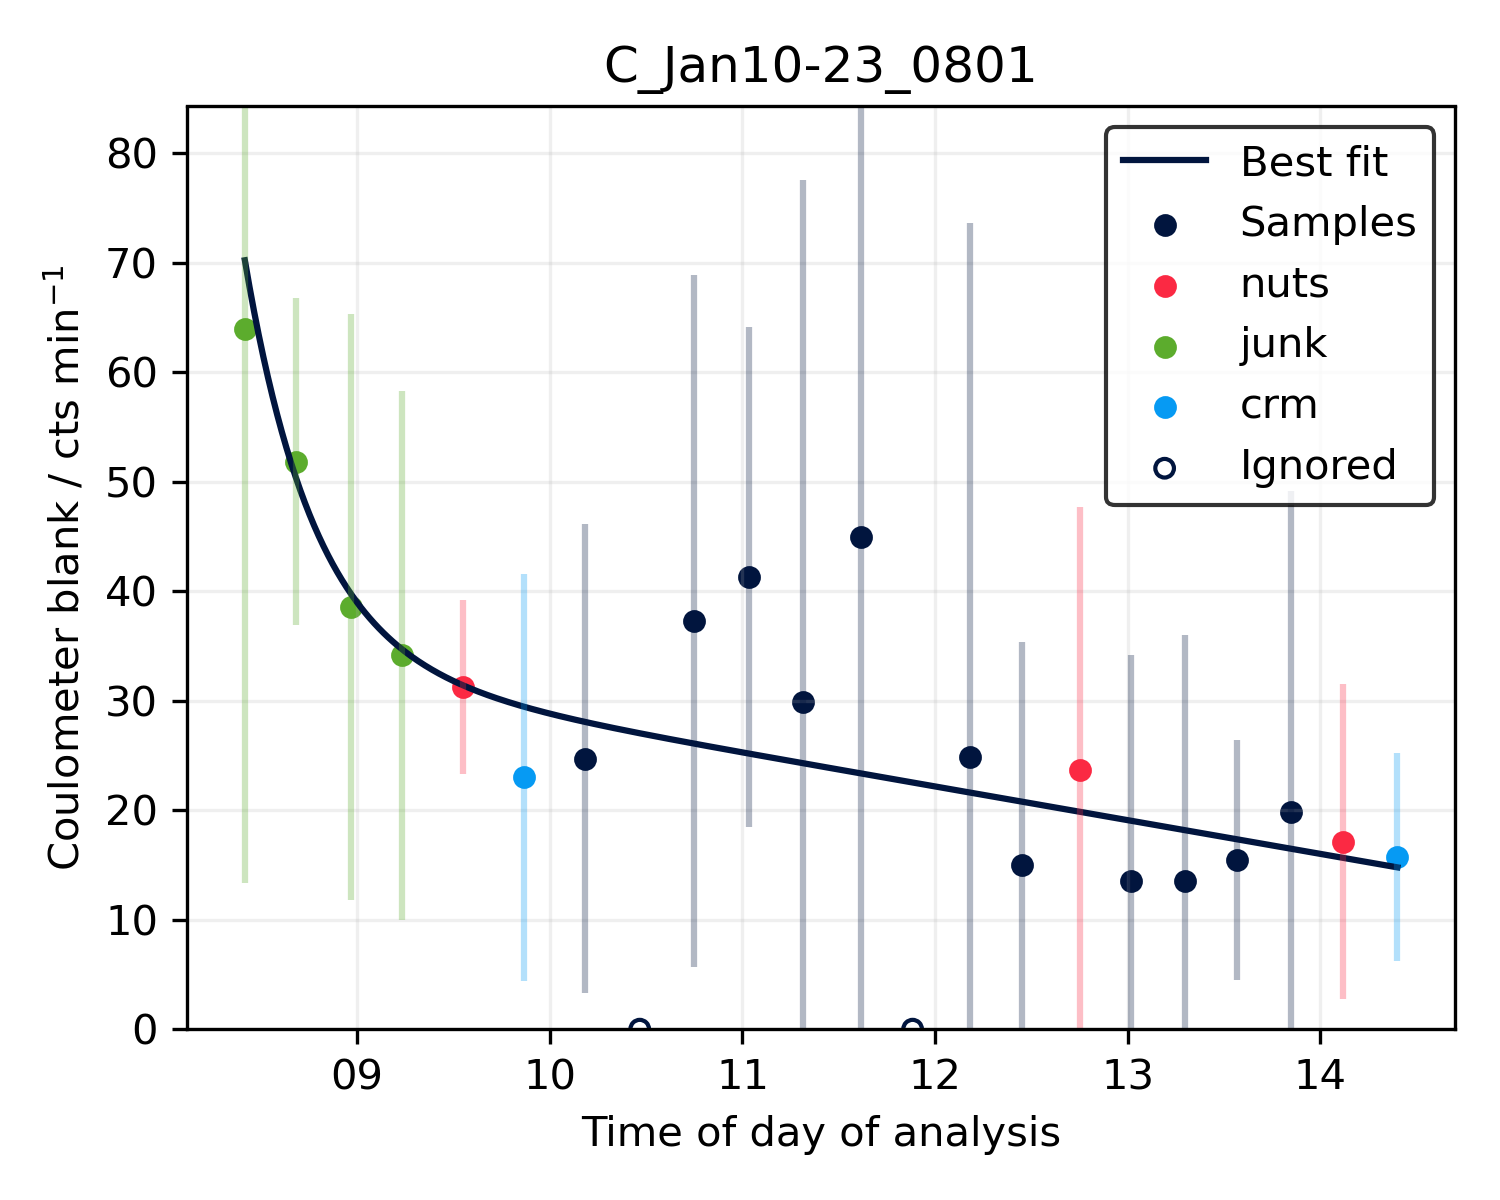 C_Jan10-23_0801
Coulometer blank / cts min⁻¹
80
70
60
50
40
30
20
10
0
Best fit
Samples
nuts
junk
crm
Ignored
09 10 11 12 13 14
Time of day of analysis